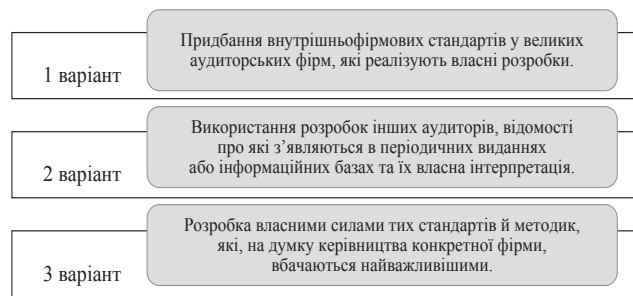 Придбання внутрішньофірмових стандартів у великих
аудиторських фірм, які реалізують власні розробки.
1 варіант
Використання розробок інших аудиторів, відомості
про які з’являються в періодичних виданнях
або інформаційних базах та їх власна інтерпретація.
2 варіант
Розробка власними силами тих стандартів й методик,
які, на думку керівництва конкретної фірми,
вбачаються найважливішими.
3 варіант